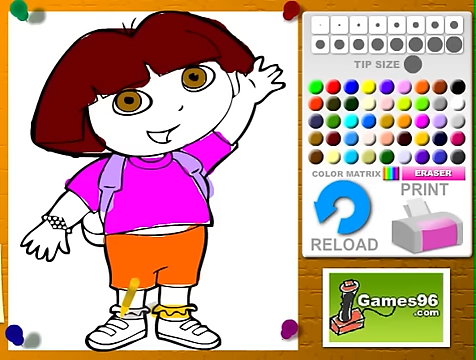 TIP SIZE
COLOR MATRIX
ERASER
PRINT
RELOAD
Games96
.com